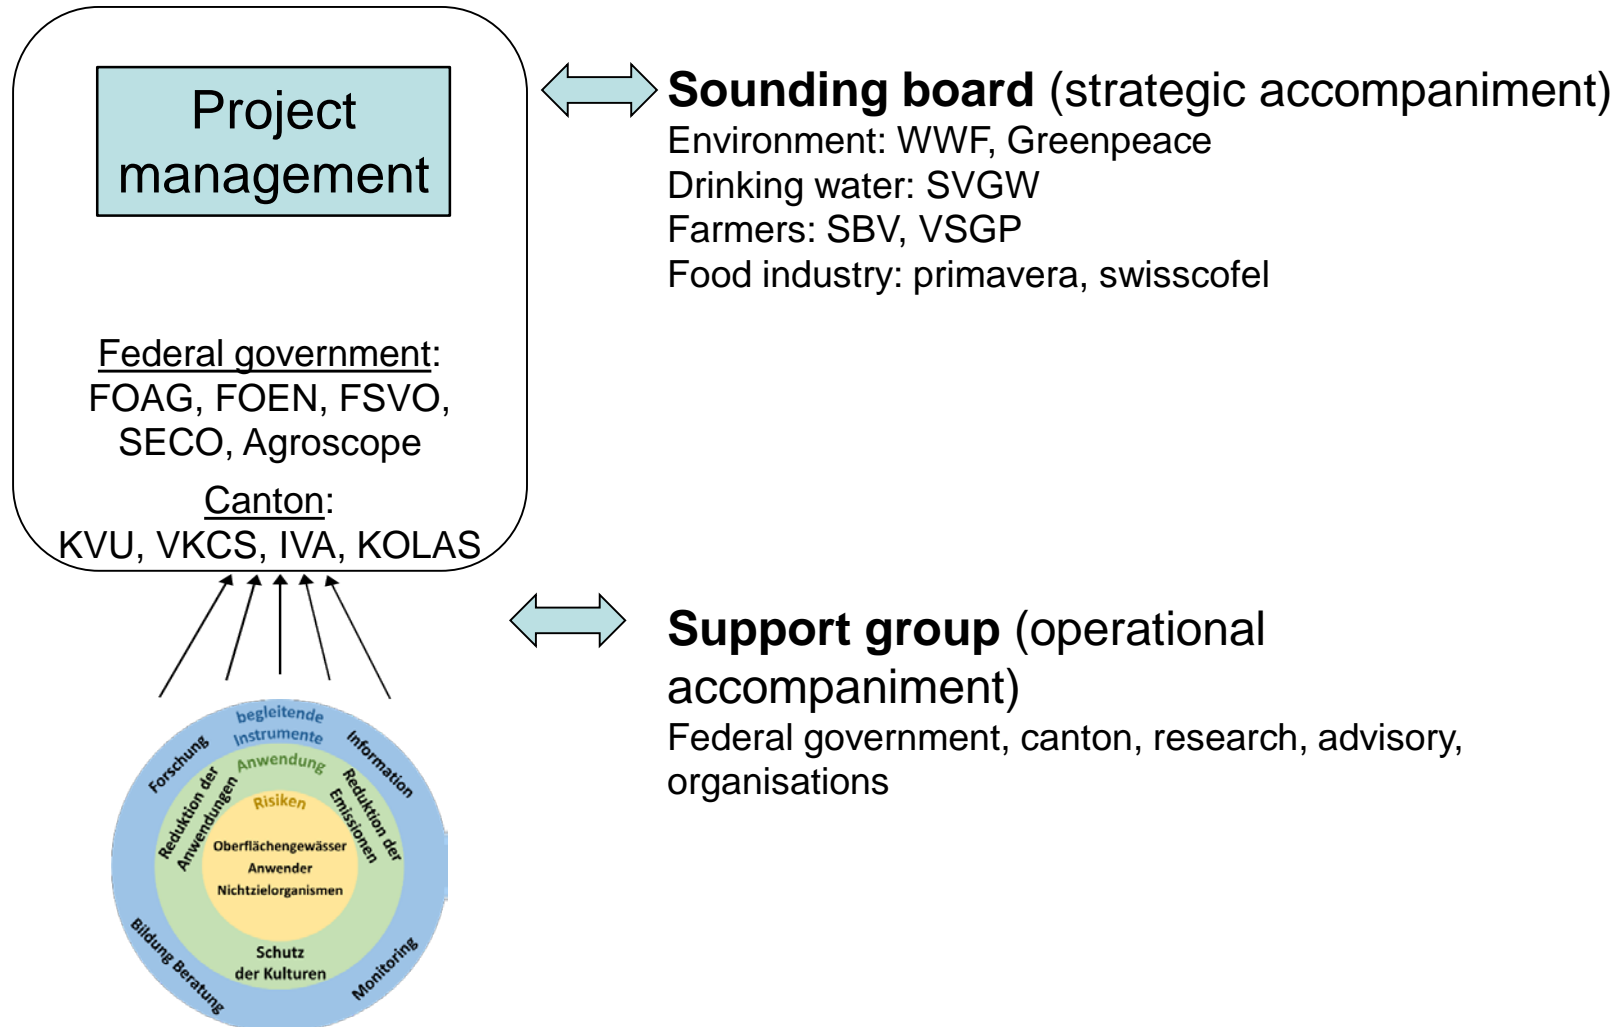 Project
management
Federal government:
FOAG, FOEN, FSVO,
SECO, Agroscope
Canton:
KVU, VKCS, IVA, KOLAS
Sounding board (strategic accompaniment)
Environment: WWF, Greenpeace
Drinking water: SVGW
Farmers: SBV, VSGP
Food industry: primavera, swisscofel
Support group (operational
accompaniment)
Federal government, canton, research, advisory,
organisations
begleitende
Instrumente
Forschung
Information
Anwendung
Reduktion der
Anwendungen
Reduktion der
Emissionen
Risiken
Oberflächengewässer
Anwender
Nichtzielorganismen
Schutz
der Kulturen
Bildung Beratung
Monitoring